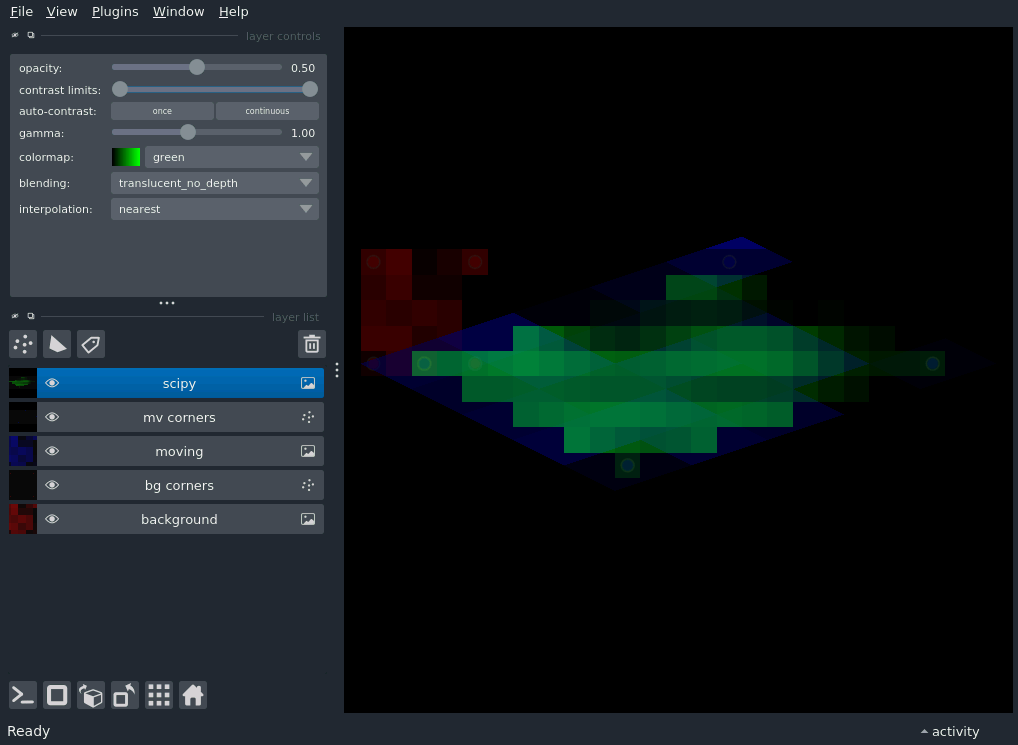 File View Plugins Window Help
layer controls
opacity: 0.50
contrast limits:
auto-contrast: once continuous
gamma: 1.00
colormap: green
blending: translucent_no_depth
interpolation: nearest
layer list
scipy
mv corners
moving
bg corners
background
Ready activity